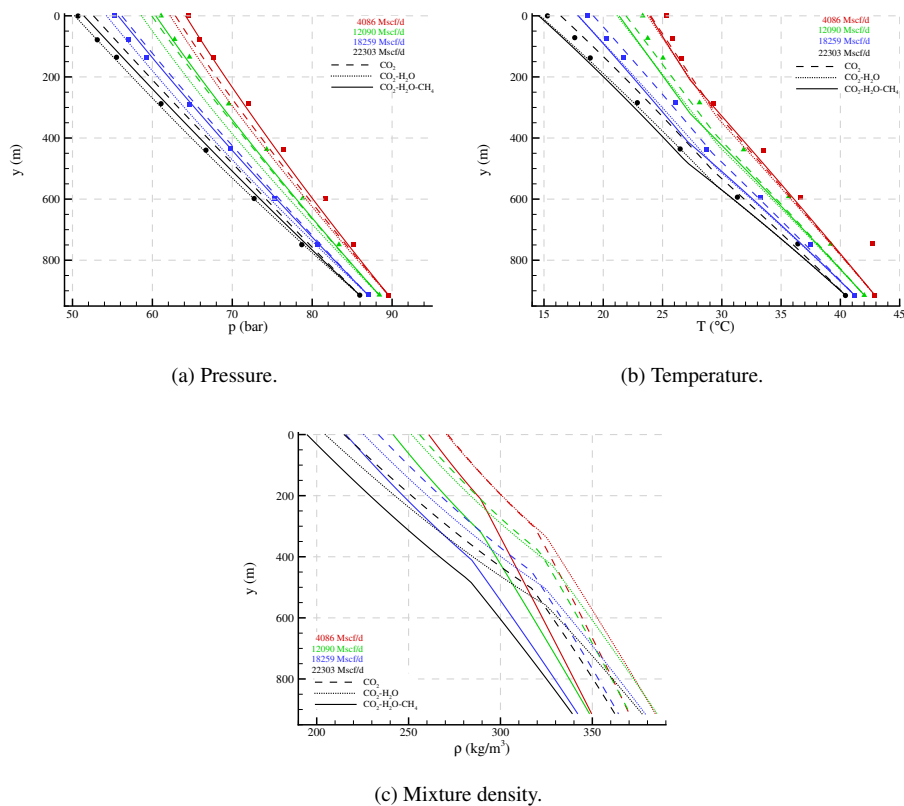 0
200
400
600
800
y (m)
50
60
70
80
90
p (bar)
4086 Mscf/d
12090 Mscf/d
18259 Mscf/d
22303 Mscf/d
CO₂
CO₂-H₂O
CO₂-H₂O-CH₄
(a) Pressure.
0
200
400
600
800
y (m)
15
20
25
30
35
40
45
T (°C)
4086 Mscf/d
12090 Mscf/d
18259 Mscf/d
22303 Mscf/d
CO₂
CO₂-H₂O
CO₂-H₂O-CH₄
(b) Temperature.
0
200
400
600
800
y (m)
200
250
300
350
ρ (kg/m³)
4086 Mscf/d
12090 Mscf/d
18259 Mscf/d
22303 Mscf/d
CO₂
CO₂-H₂O
CO₂-H₂O-CH₄
(c) Mixture density.